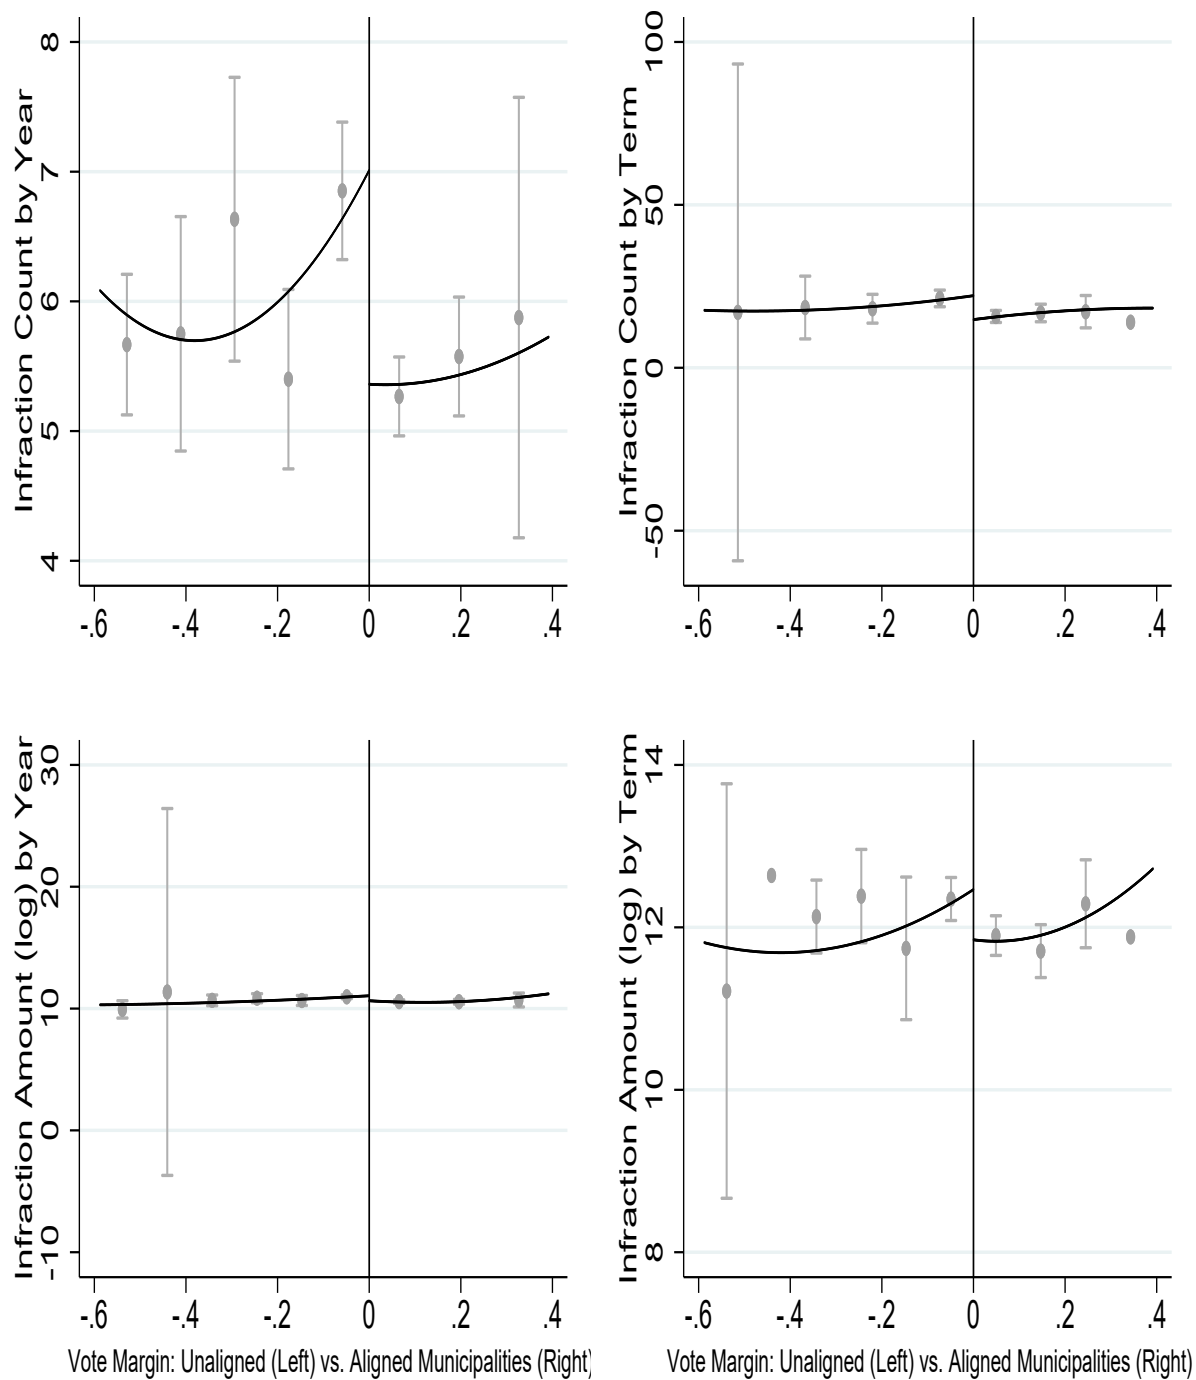 Infraction Count by Year
8
7
6
5
4
-.6 -.4 -.2 0 .2 .4
Infraction Count by Term
100
50
0
-50
-.6 -.4 -.2 0 .2 .4
Infraction Amount (log) by Year
30
20
10
0
-10
-.6 -.4 -.2 0 .2 .4
Vote Margin: Unaligned (Left) vs. Aligned Municipalities (Right)
Infraction Amount (log) by Term
14
12
10
8
-.6 -.4 -.2 0 .2 .4
Vote Margin: Unaligned (Left) vs. Aligned Municipalities (Right)